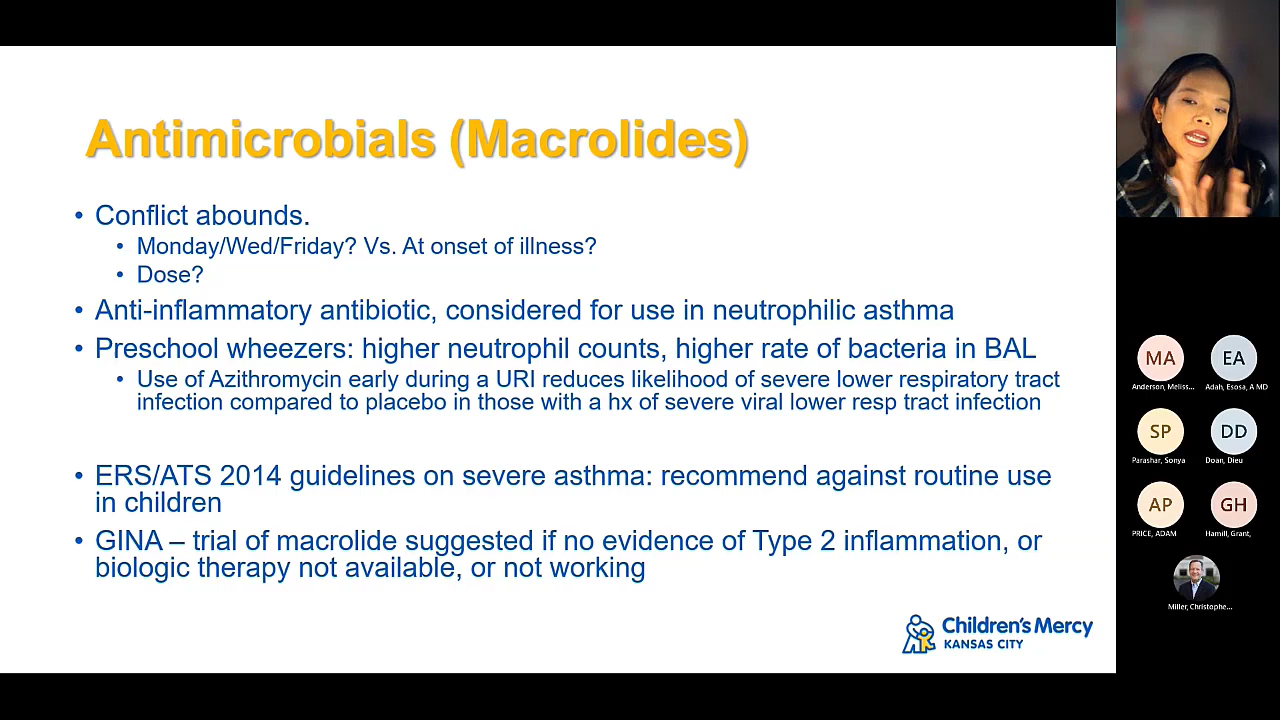 Antimicrobials (Macrolides)
• Conflict abounds.
• Monday/Wed/Friday? Vs. At onset of illness?
• Dose?
• Anti-inflammatory antibiotic, considered for use in neutrophilic asthma
• Preschool wheezers: higher neutrophil counts, higher rate of bacteria in BAL
• Use of Azithromycin early during a URI reduces likelihood of severe lower respiratory tract
infection compared to placebo in those with a hx of severe viral lower resp tract infection
• ERS/ATS 2014 guidelines on severe asthma: recommend against routine use
in children
• GINA – trial of macrolide suggested if no evidence of Type 2 inflammation, or
biologic therapy not available, or not working
Children's Mercy
KANSAS CITY
MA
Anderson, Meliss...
EA
Adah, Esosa, A MD
SP
Parashar, Sonya
DD
Doan, Dieu
AP
PRICE, ADAM
GH
Hamill, Grant,
Miller, Christophe...